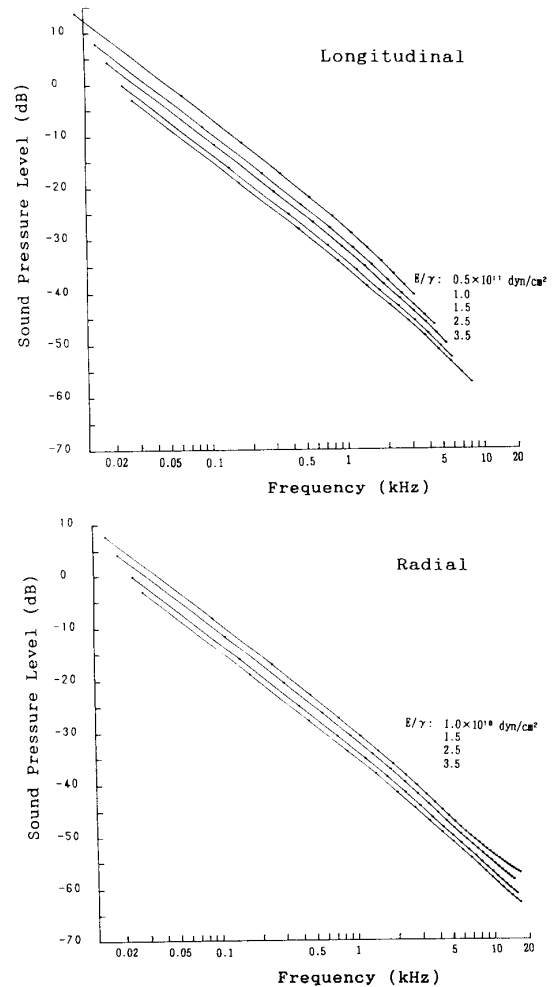 10
0
-10
-20
-30
-40
-50
-60
-70
Sound Pressure Level (dB)
Longitudinal
E/γ: 0.5×10¹¹ dyn/cm²
1.0
1.5
2.5
3.5
0.02 0.05 0.1 0.5 1 5 10 20
Frequency (kHz)
10
0
-10
-20
-30
-40
-50
-60
-70
Sound Pressure Level (dB)
Radial
E/γ: 1.0×10¹⁰ dyn/cm²
1.5
2.5
3.5
0.02 0.05 0.1 0.5 1 5 10 20
Frequency (kHz)